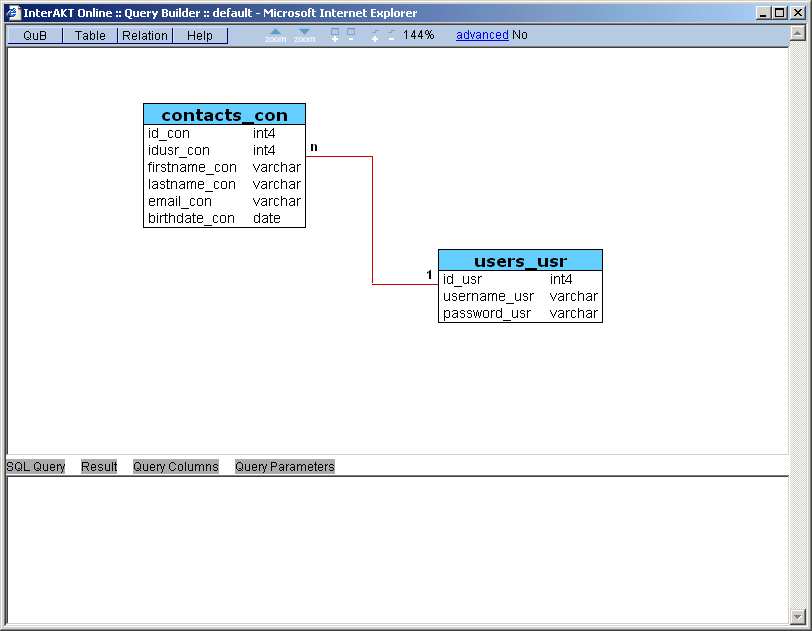 InterAKT Online :: Query Builder :: default - Microsoft Internet Explorer
QuB Table Relation Help zoom zoom 144% advanced No
contacts_con
id_con int4
idusr_con int4
firstname_con varchar
lastname_con varchar
email_con varchar
birthdate_con date
n
1
users_usr
id_usr int4
username_usr varchar
password_usr varchar
SQL Query Result Query Columns Query Parameters